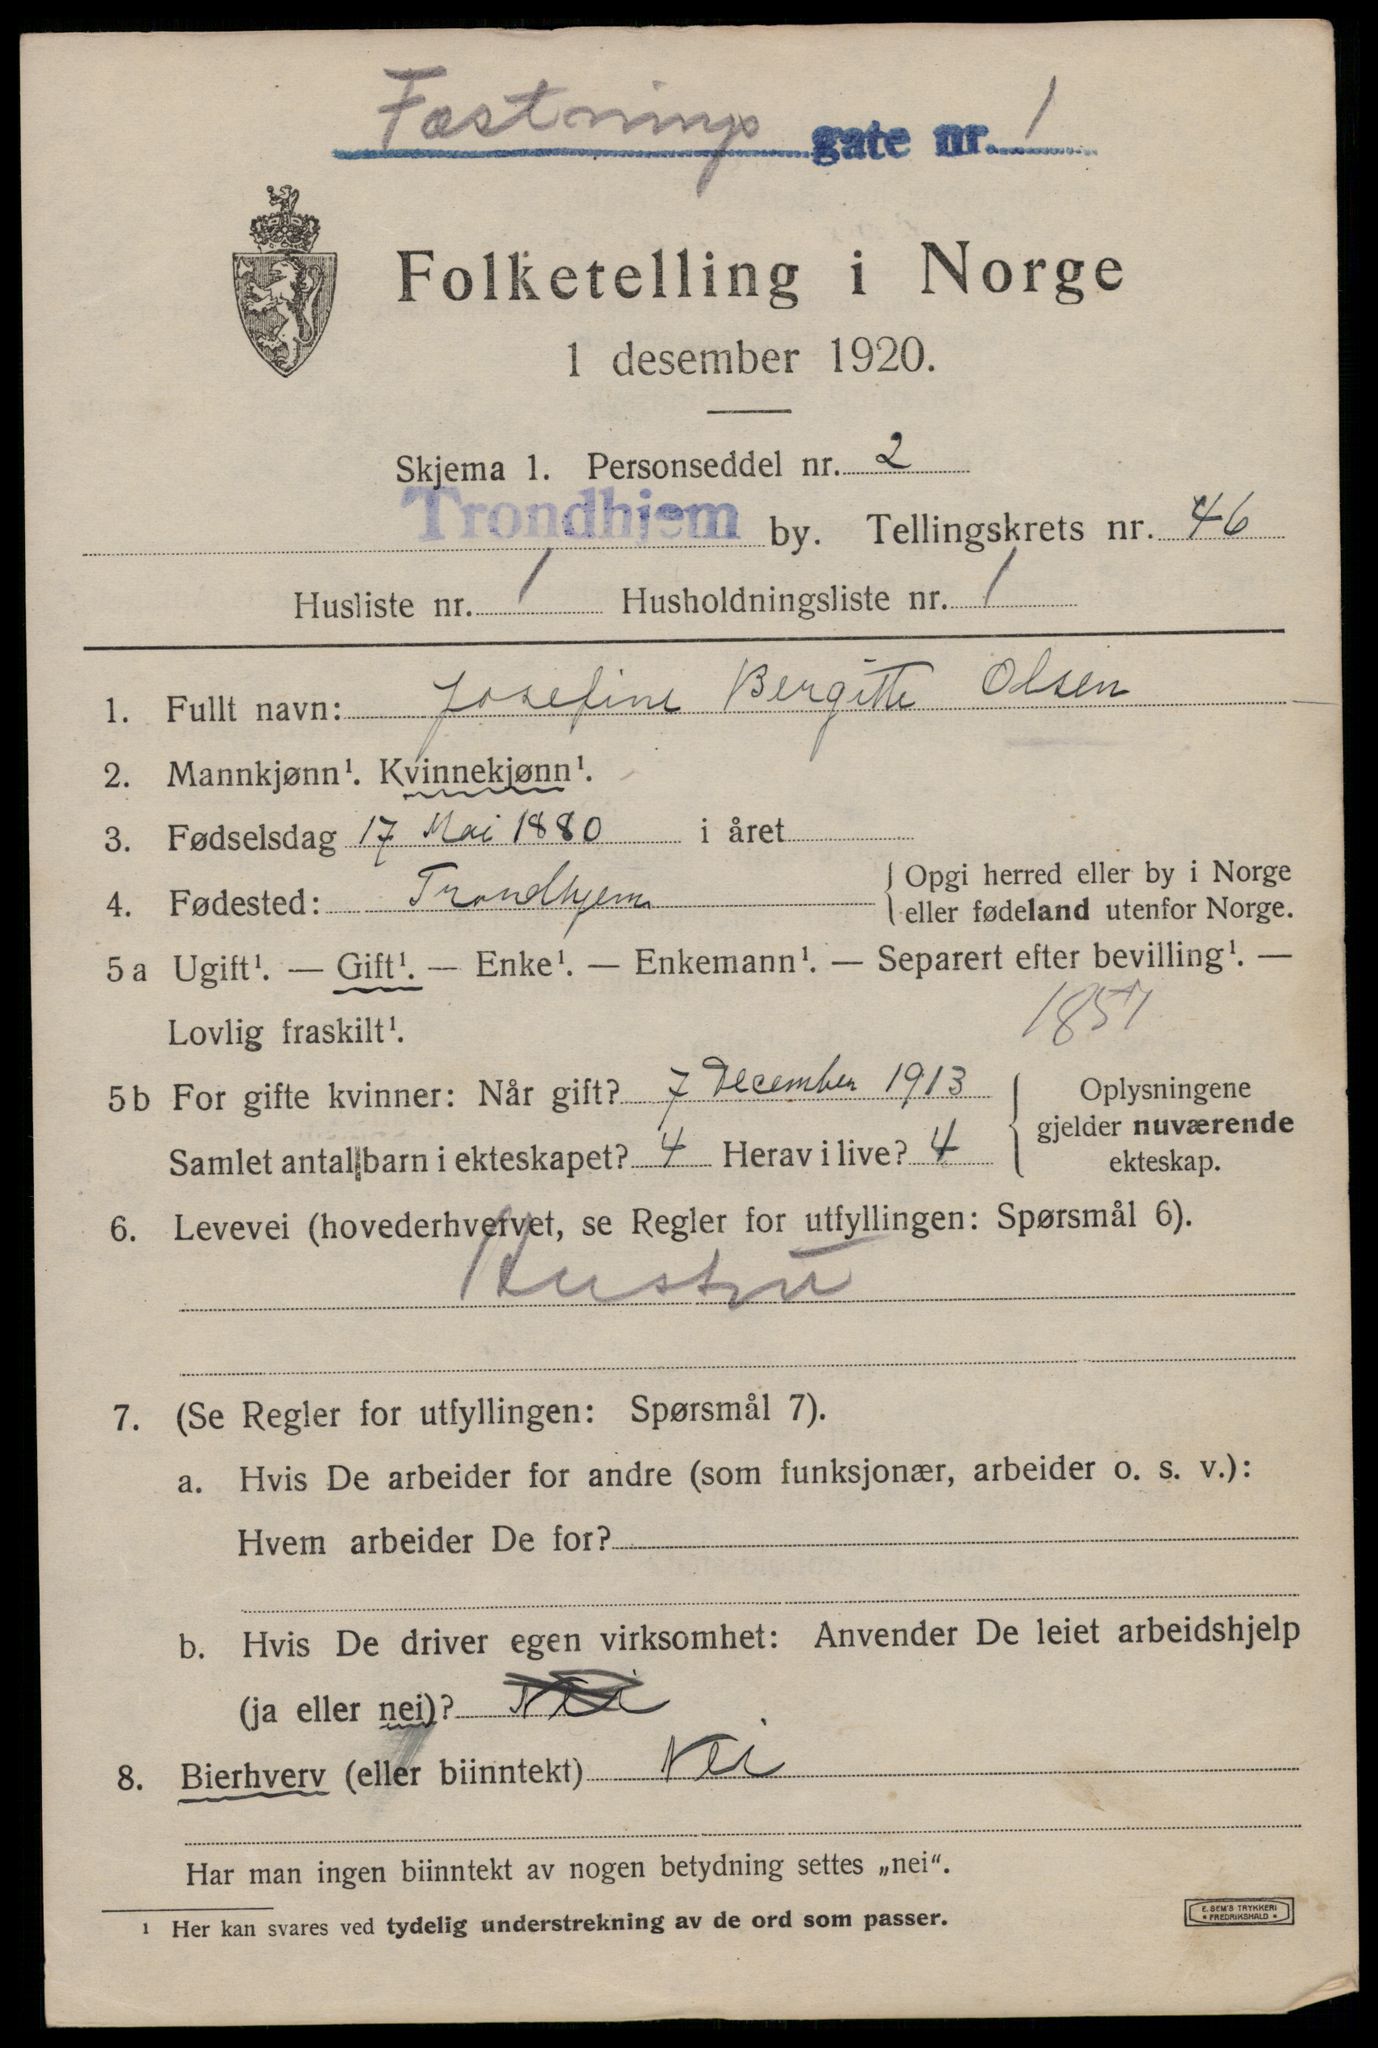 Fæstnings gate nr. 1
Folketelling i Norge
1 desember 1920.
Skjema 1. Personseddel nr. 2
Trondhjem by. Tellingskrets nr. 46
Husliste nr. 1 Husholdningsliste nr. 1
1. Fullt navn: Josefine Bergitte Olsen
2. Mannkjønn¹. Kvinnekjønn¹.
3. Fødselsdag 17 Mai 1880 i året
4. Fødested: Trondhjem { Opgi herred eller by i Norge
eller fødeland utenfor Norge.
5 a Ugift¹. — Gift¹. — Enke¹. — Enkemann¹. — Separert efter bevilling¹. —
Lovlig fraskilt¹.
5 b For gifte kvinner: Når gift? 7 December 1913 { Oplysningene
gjelder nuværende
Samlet antal barn i ekteskapet? 4 Herav i live? 4
ekteskap.
6. Levevei (hovederhvervet, se Regler for utfyllingen: Spørsmål 6).
Hustru
7. (Se Regler for utfyllingen: Spørsmål 7).
a. Hvis De arbeider for andre (som funksjonær, arbeider o. s. v.):
Hvem arbeider De for?
b. Hvis De driver egen virksomhet: Anvender De leiet arbeidshjelp
(ja eller nei)? Nei
8. Bierhverv (eller biinntekt) Nei
Har man ingen biinntekt av nogen betydning settes „nei“.
¹ Her kan svares ved tydelig understrekning av de ord som passer.
E. SEM'S TRYKKERI
* FREDRIKSHALD *